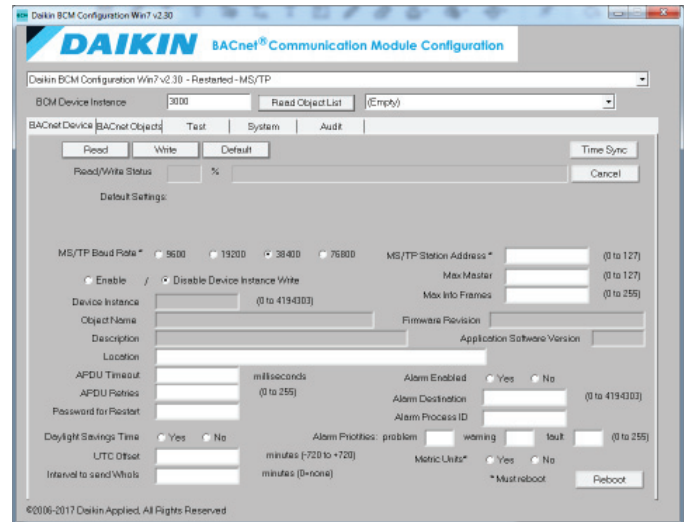 Daikin BCM Configuration Win7 v2.30
DAIKIN BACnet® Communication Module Configuration
Daikin BCM Configuration Win7 v2.30 - Restarted - MS/TP
BCM Device Instance 3000 Read Object List (Empty)
BACnet Device BACnet Objects Test System Audit
Read Write Default Time Sync
Read/Write Status % Cancel
Default Settings:
MS/TP Baud Rate * 9600 19200 38400 76800 MS/TP Station Address * (0 to 127)
Enable / Disable Device Instance Write Max Master (0 to 127)
Device Instance (0 to 4194303) Max Info Frames (0 to 255)
Object Name Firmware Revision
Description Application Software Version
Location
APDU Timeout milliseconds Alarm Enabled Yes No
APDU Retries (0 to 255) Alarm Destination (0 to 4194303)
Password for Restart Alarm Process ID
Daylight Savings Time Yes No Alarm Priorities: problem warning fault (0 to 255)
UTC Offset minutes (-720 to +720) Metric Units* Yes No
Interval to send WhoIs minutes (0=none) * Must reboot Reboot
©2006-2017 Daikin Applied, All Rights Reserved